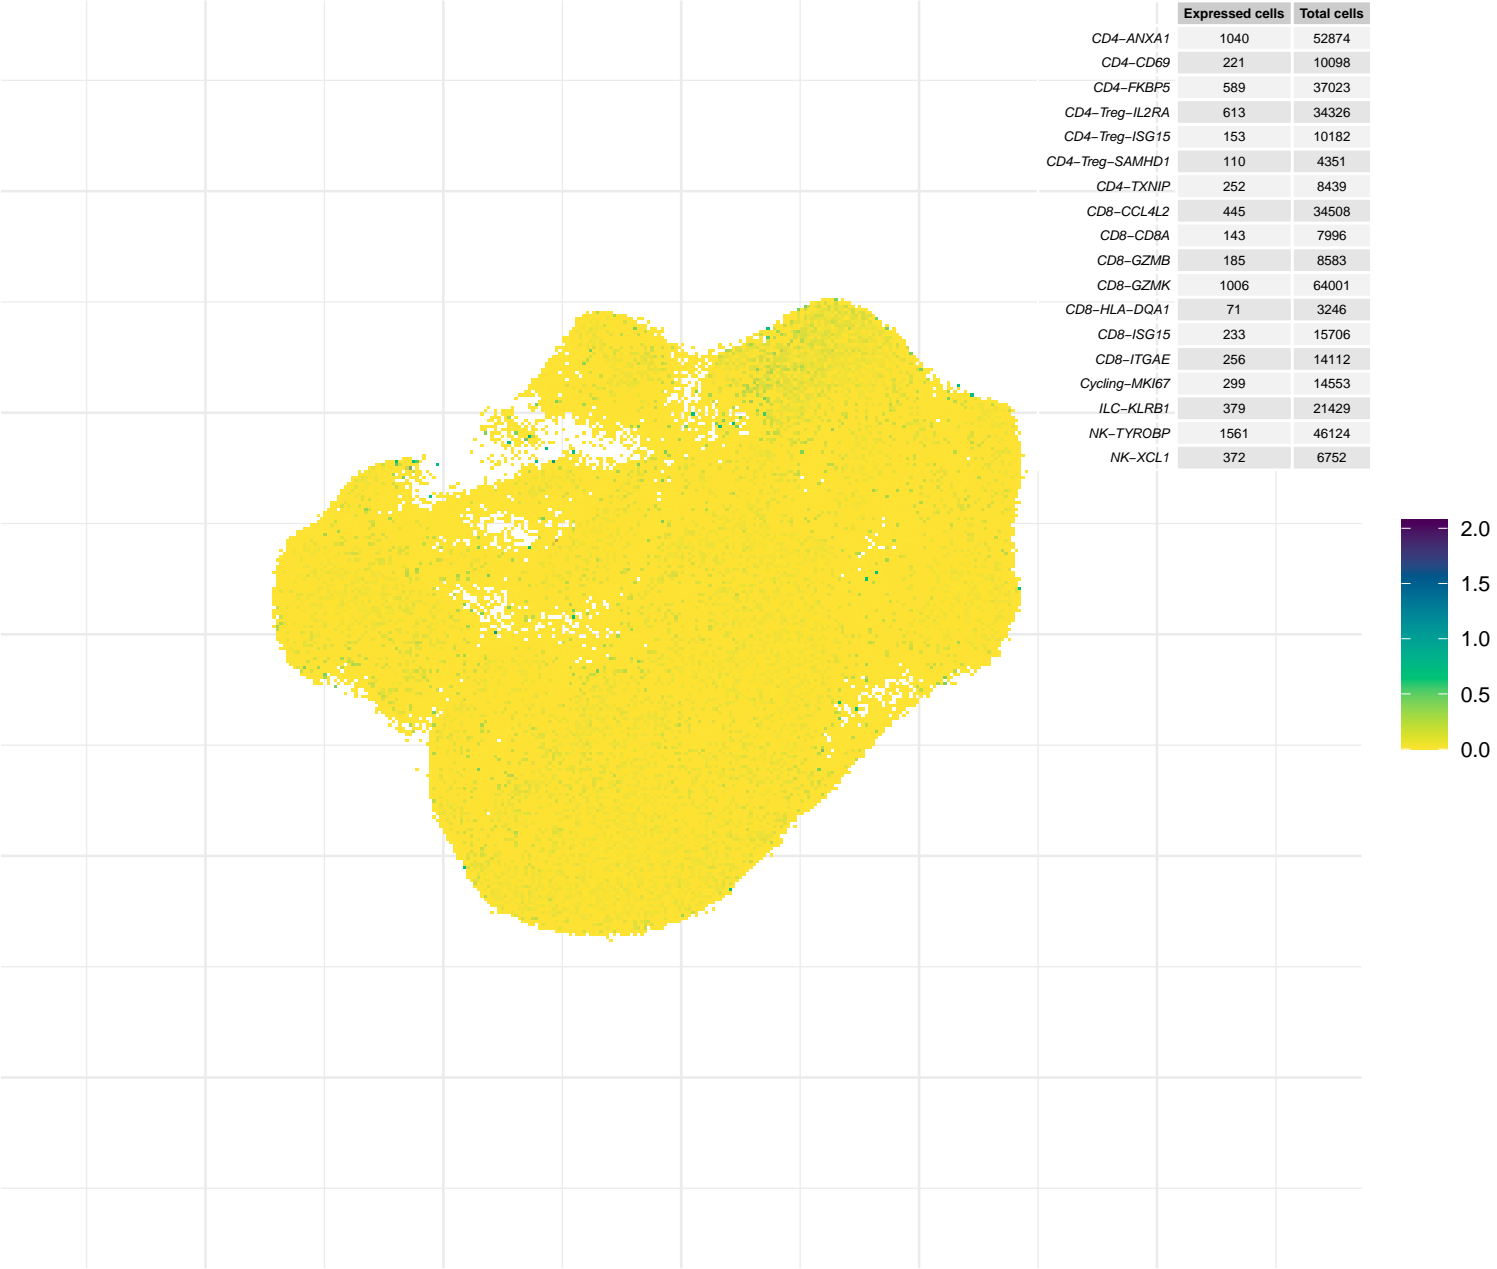 Expressed cells Total cells
CD4−ANXA1 1040 52874
CD4−CD69 221 10098
CD4−FKBP5 589 37023
CD4−Treg−IL2RA 613 34326
CD4−Treg−ISG15 153 10182
CD4−Treg−SAMHD1 110 4351
CD4−TXNIP 252 8439
CD8−CCL4L2 445 34508
CD8−CD8A 143 7996
CD8−GZMB 185 8583
CD8−GZMK 1006 64001
CD8−HLA−DQA1 71 3246
CD8−ISG15 233 15706
CD8−ITGAE 256 14112
Cycling−MKI67 299 14553
ILC−KLRB1 379 21429
NK−TYROBP 1561 46124
NK−XCL1 372 6752
2.0
1.5
1.0
0.5
0.0